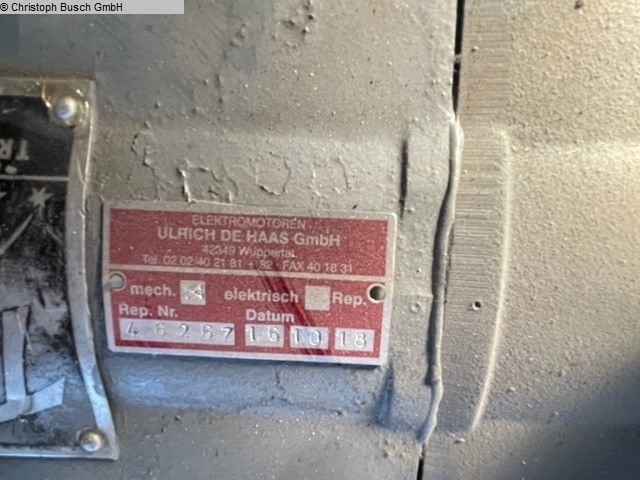 © Christoph Busch GmbH
TR
ELEKTROMOTOREN
ULRICH DE HAAS GmbH
42349 Wuppertal
Tel. 02 02-40 21 81 + 82 · FAX 40 18 31
mech. X elektrisch Rep.
Rep. Nr. Datum
46267 16 10 18